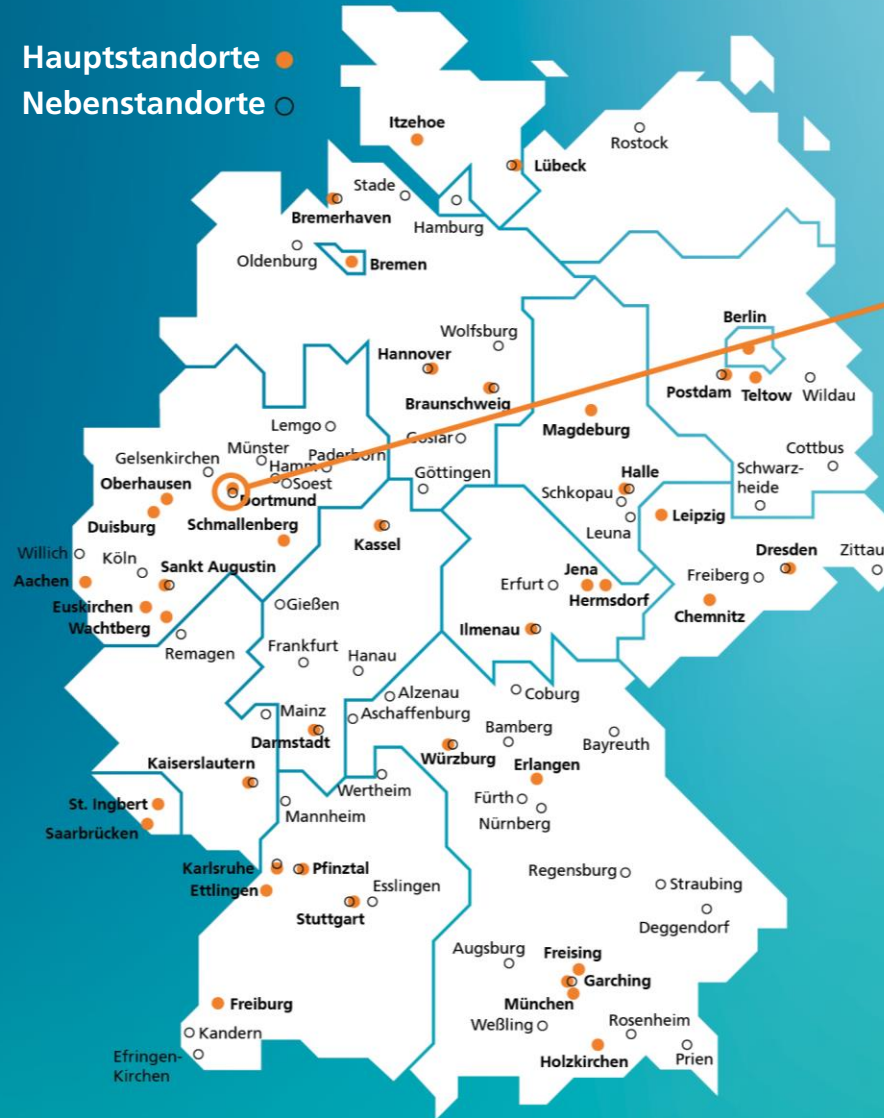 Hauptstandorte
Nebenstandorte
Itzehoe
Rostock
Lübeck
Stade
Bremerhaven
Hamburg
Oldenburg
Bremen
Berlin
Wolfsburg
Hannover
Postdam
Teltow
Wildau
Braunschweig
Magdeburg
Lemgo
Goslar
Münster
Paderborn
Gelsenkirchen
Hamm
Cottbus
Göttingen
Halle
Schwarz-
heide
Oberhausen
Soest
Schkopau
Dortmund
Duisburg
Schmallenberg
Leuna
Leipzig
Kassel
Willich
Köln
Sankt Augustin
Dresden
Zittau
Aachen
Jena
Erfurt
Freiberg
Hermsdorf
Euskirchen
Gießen
Chemnitz
Wachtberg
Ilmenau
Remagen
Frankfurt
Hanau
Alzenau
Coburg
Mainz
Aschaffenburg
Darmstadt
Bamberg
Bayreuth
Würzburg
Kaiserslautern
Erlangen
Wertheim
St. Ingbert
Fürth
Mannheim
Nürnberg
Saarbrücken
Karlsruhe
Pfinztal
Regensburg
Ettlingen
Esslingen
Straubing
Stuttgart
Deggendorf
Augsburg
Freising
Garching
Freiburg
München
Weßling
Rosenheim
Kandern
Efringen-
Kirchen
Holzkirchen
Prien